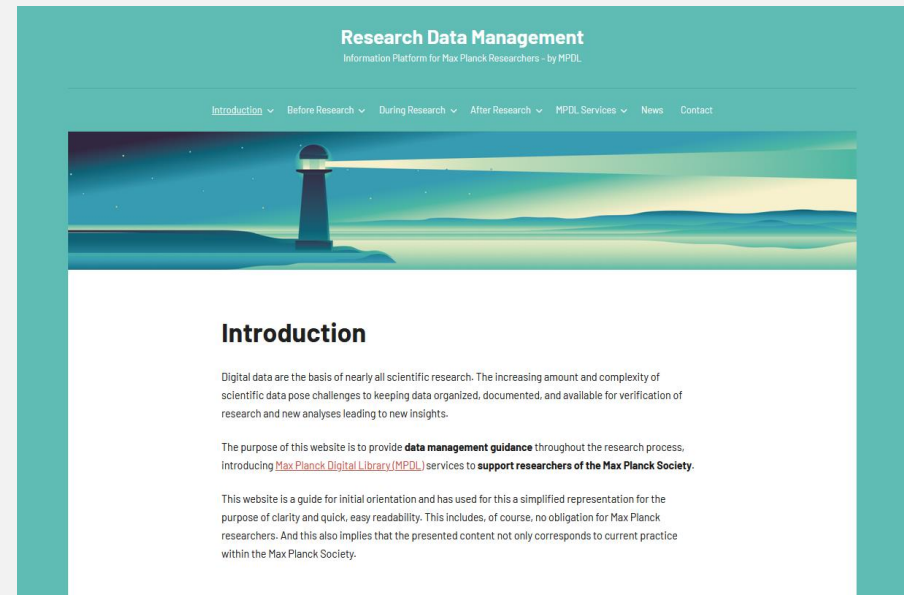 Research Data Management
Information Platform for Max Planck Researchers - by MPDL
Introduction
Before Research
During Research
After Research
MPDL Services
News
Contact
Introduction
Digital data are the basis of nearly all scientific research. The increasing amount and complexity of
scientific data pose challenges to keeping data organized, documented, and available for verification of
research and new analyses leading to new insights.
The purpose of this website is to provide data management guidance throughout the research process,
introducing Max Planck Digital Library (MPDL) services to support researchers of the Max Planck Society.
This website is a guide for initial orientation and has used for this a simplified representation for the
purpose of clarity and quick, easy readability. This includes, of course, no obligation for Max Planck
researchers. And this also implies that the presented content not only corresponds to current practice
within the Max Planck Society.